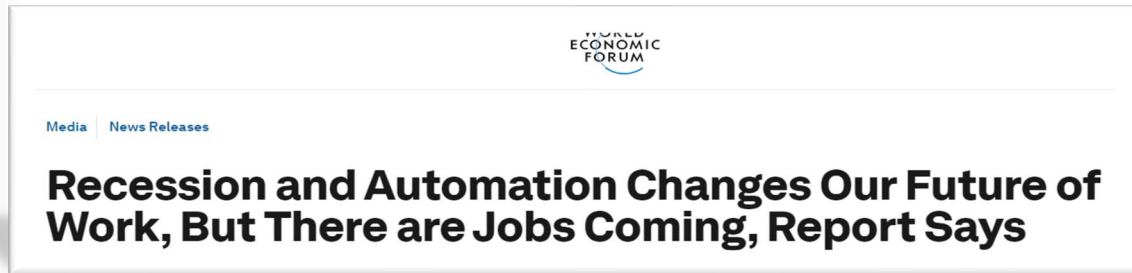 WORLD
ECONOMIC
FORUM
Media News Releases
Recession and Automation Changes Our Future of
Work, But There are Jobs Coming, Report Says